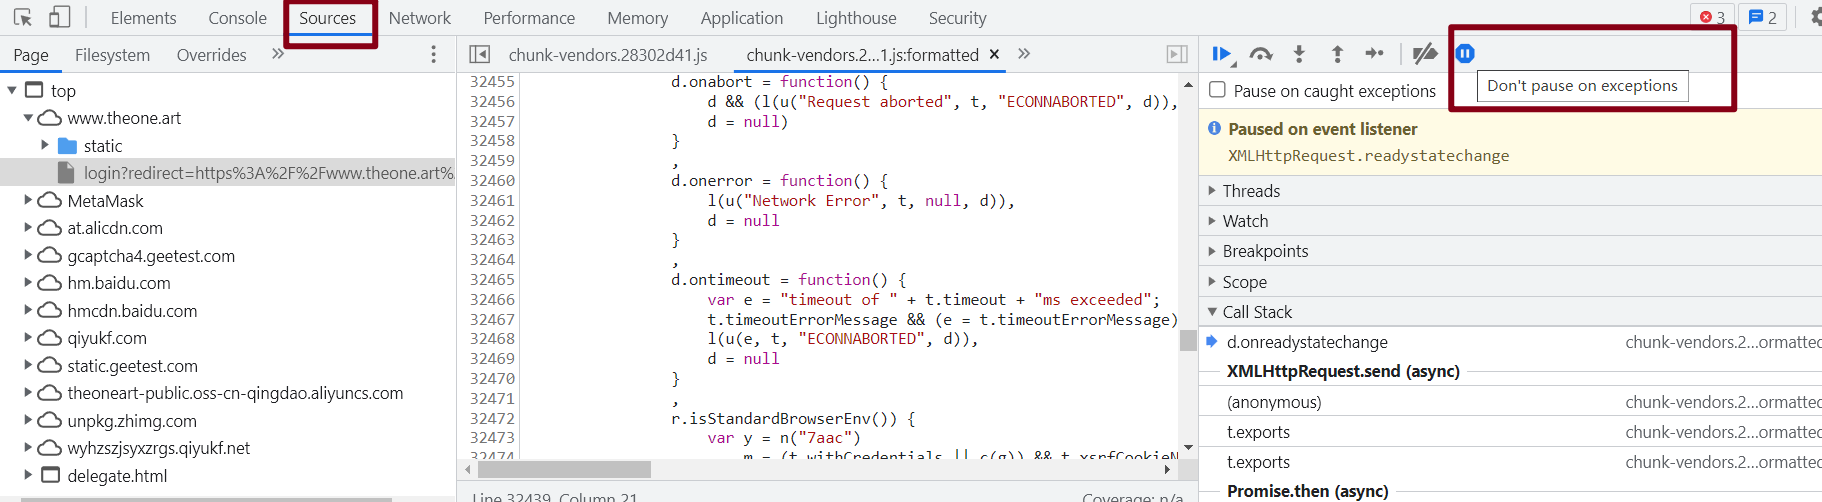 Elements Console Sources Network Performance Memory Application Lighthouse Security 3 2
Page Filesystem Overrides »
chunk-vendors.28302d41.js chunk-vendors.2...1.js:formatted × »
Don't pause on exceptions
top
www.theone.art
static
login?redirect=https%3A%2F%2Fwww.theone.art%
MetaMask
at.alicdn.com
gcaptcha4.geetest.com
hm.baidu.com
hmcdn.baidu.com
qiyukf.com
static.geetest.com
theoneart-public.oss-cn-qingdao.aliyuncs.com
unpkg.zhimg.com
wyhzszjsyxzrgs.qiyukf.net
delegate.html
32455 d.onabort = function() {
32456 d && (l(u("Request aborted", t, "ECONNABORTED", d)),
32457 d = null)
32458 }
32459 ,
32460 d.onerror = function() {
32461 l(u("Network Error", t, null, d)),
32462 d = null
32463 }
32464 ,
32465 d.ontimeout = function() {
32466 var e = "timeout of " + t.timeout + "ms exceeded";
32467 t.timeoutErrorMessage && (e = t.timeoutErrorMessage)
32468 l(u(e, t, "ECONNABORTED", d)),
32469 d = null
32470 }
32471 ,
32472 r.isStandardBrowserEnv()) {
32473 var y = n("7aac")
32474 m = (t.withCredentials || c(g)) && t.xsrfCookieN
Line 32439, Column 21 Coverage: n/a
Pause on caught exceptions
Paused on event listener
XMLHttpRequest.readystatechange
Threads
Watch
Breakpoints
Scope
Call Stack
d.onreadystatechange chunk-vendors.2...ormatted
XMLHttpRequest.send (async)
(anonymous) chunk-vendors.2...ormatted
t.exports chunk-vendors.2...ormatted
t.exports chunk-vendors.2...ormatted
Promise.then (async)